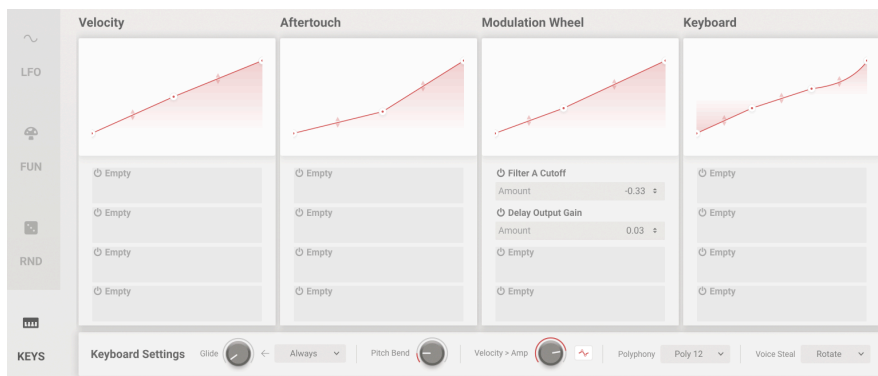 Velocity
Aftertouch
Modulation Wheel
Keyboard
LFO
FUN
RND
KEYS
Empty
Empty
Filter A Cutoff
Empty
Amount -0.33
Empty
Empty
Delay Output Gain
Empty
Amount 0.03
Empty
Empty
Empty
Empty
Empty
Empty
Empty
Empty
Keyboard Settings Glide Always Pitch Bend Velocity > Amp Polyphony Poly 12 Voice Steal Rotate